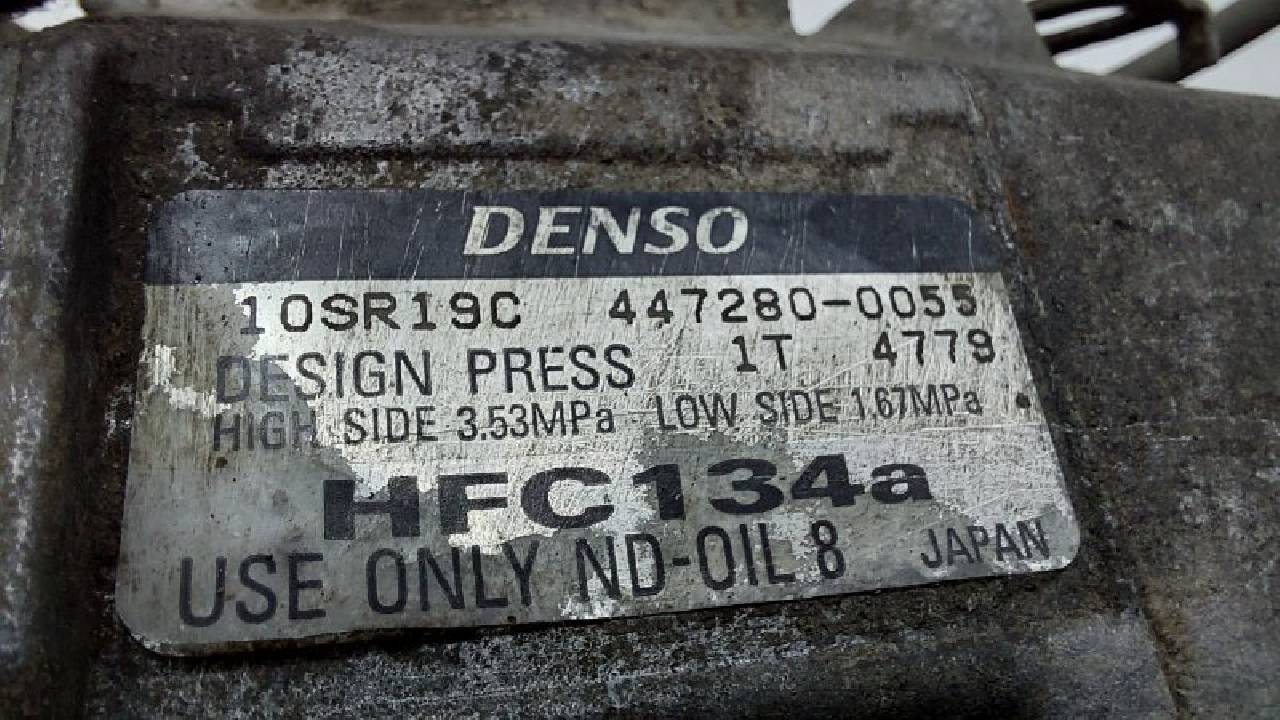 DENSO
10SR19C 447280-0055
DESIGN PRESS 1T 4779
HIGH SIDE 3.53MPa LOW SIDE 1.67MPa
HFC134a
USE ONLY ND-OIL 8 JAPAN